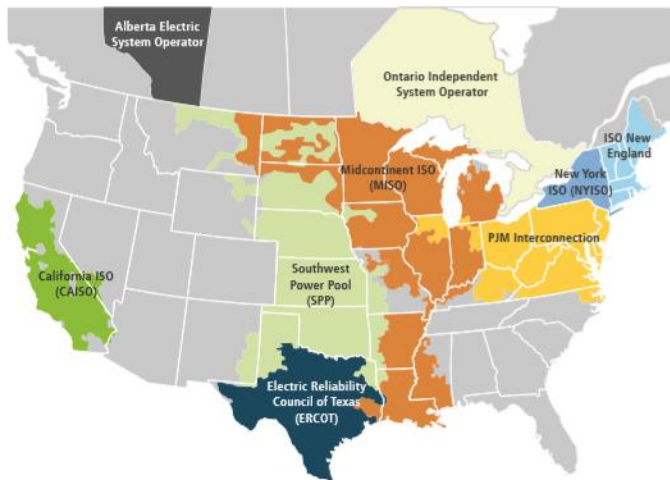 Alberta Electric
System Operator
Ontario Independent
System Operator
ISO New
England
Midcontinent ISO
(MISO)
New York
ISO (NYISO)
PJM Interconnection
California ISO
(CAISO)
Southwest
Power Pool
(SPP)
Electric Reliability
Council of Texas
(ERCOT)